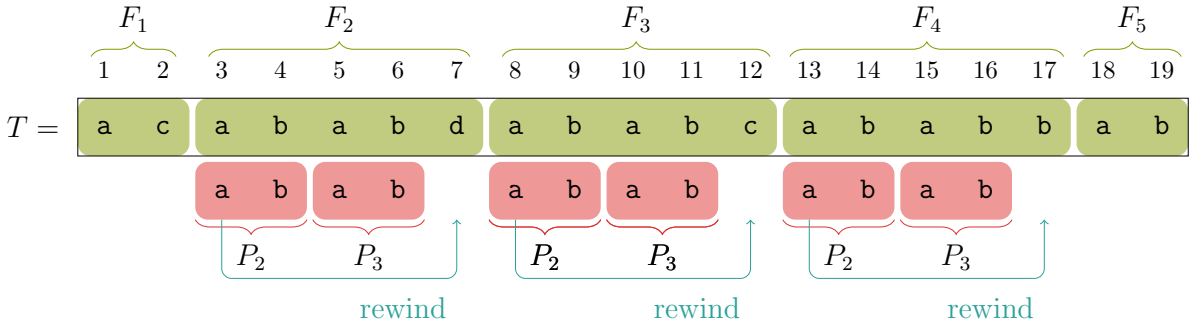 F₁ F₂ F₃ F₄ F₅
1 2 3 4 5 6 7 8 9 10 11 12 13 14 15 16 17 18 19
T = a c a b a b d a b a b c a b a b b a b
a b a b a b a b a b a b
P₂ P₃ P₂ P₃ P₂ P₃
rewind rewind rewind